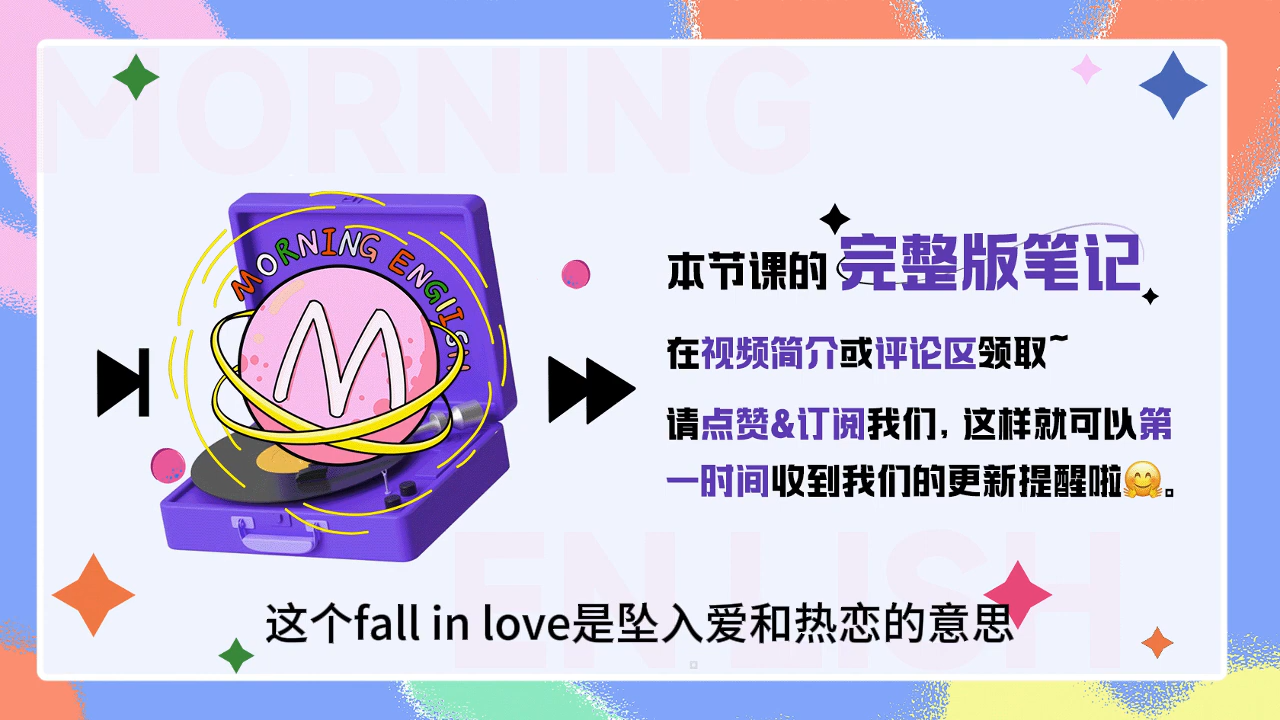 MORNING
MORNING ENGlISH
M
本节课的 完整版笔记
在视频简介或评论区领取~
请点赞&订阅我们, 这样就可以第
一时间收到我们的更新提醒啦🤗。
EN LISH
这个fall in love是坠入爱和热恋的意思